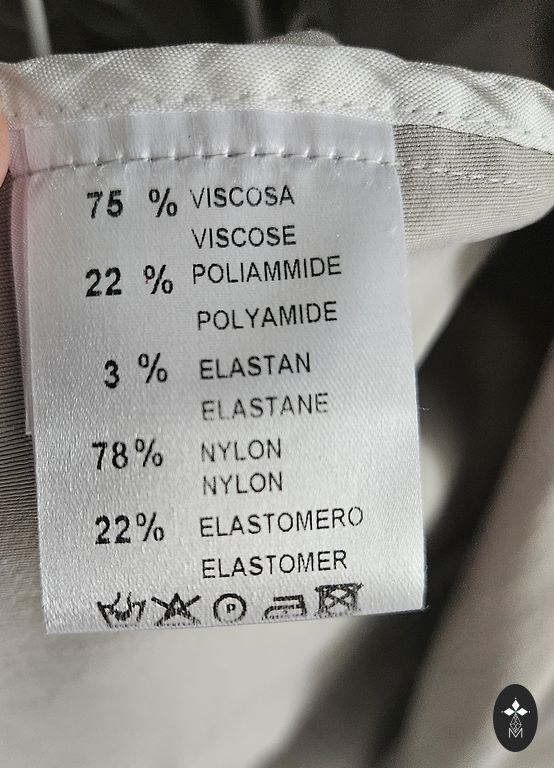 75 % VISCOSA
VISCOSE
22 % POLIAMMIDE
POLYAMIDE
3 % ELASTAN
ELASTANE
78% NYLON
NYLON
22% ELASTOMERO
ELASTOMER
P
M